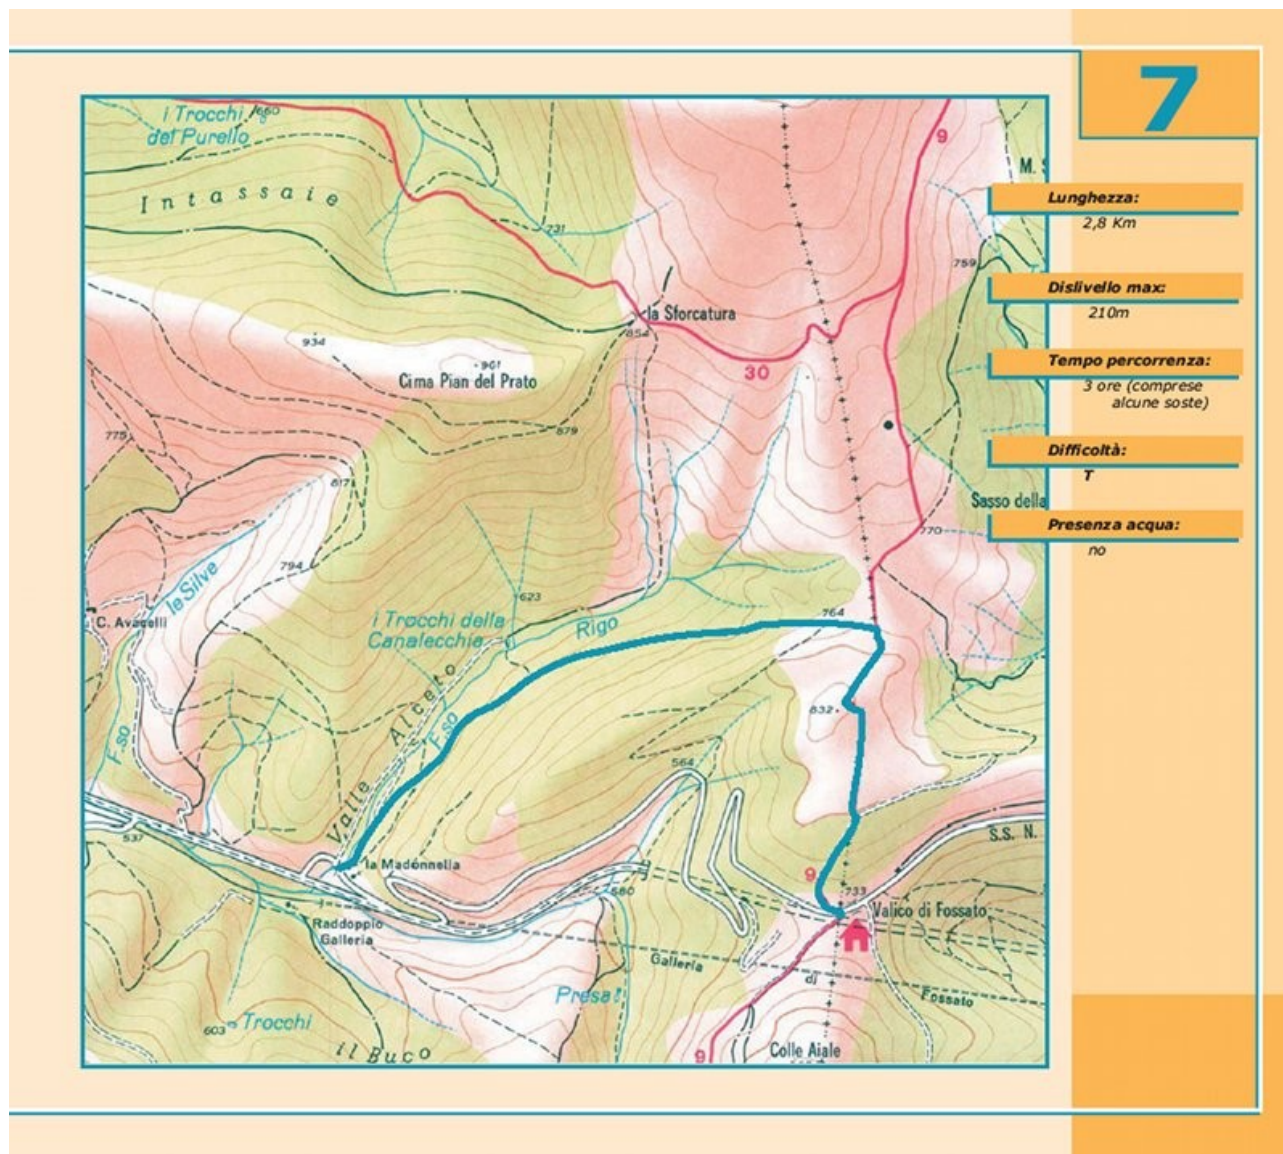 7
i Trocchi
del Purello
660
Intassaie
731
9
M. S
759
Lunghezza:
2,8 Km
Dislivello max:
210m
Tempo percorrenza:
3 ore (comprese
alcune soste)
Difficoltà:
T
Presenza acqua:
no
la Sforcatura
854
934
901
Cima Pian del Prato
30
879
775
817
Sasso della
770
794
le Silve
623
i Trocchi della
Canalecchia
Rigo
764
C. Avacelli
F.so
Valle Alceto
F.so
832
564
537
la Madonnella
S.S. N.
9
733
Valico di Fossato
580
Raddoppio
Galleria
Galleria di Fossato
Presa
603
Trocchi
il Buco
9
Colle Aiale